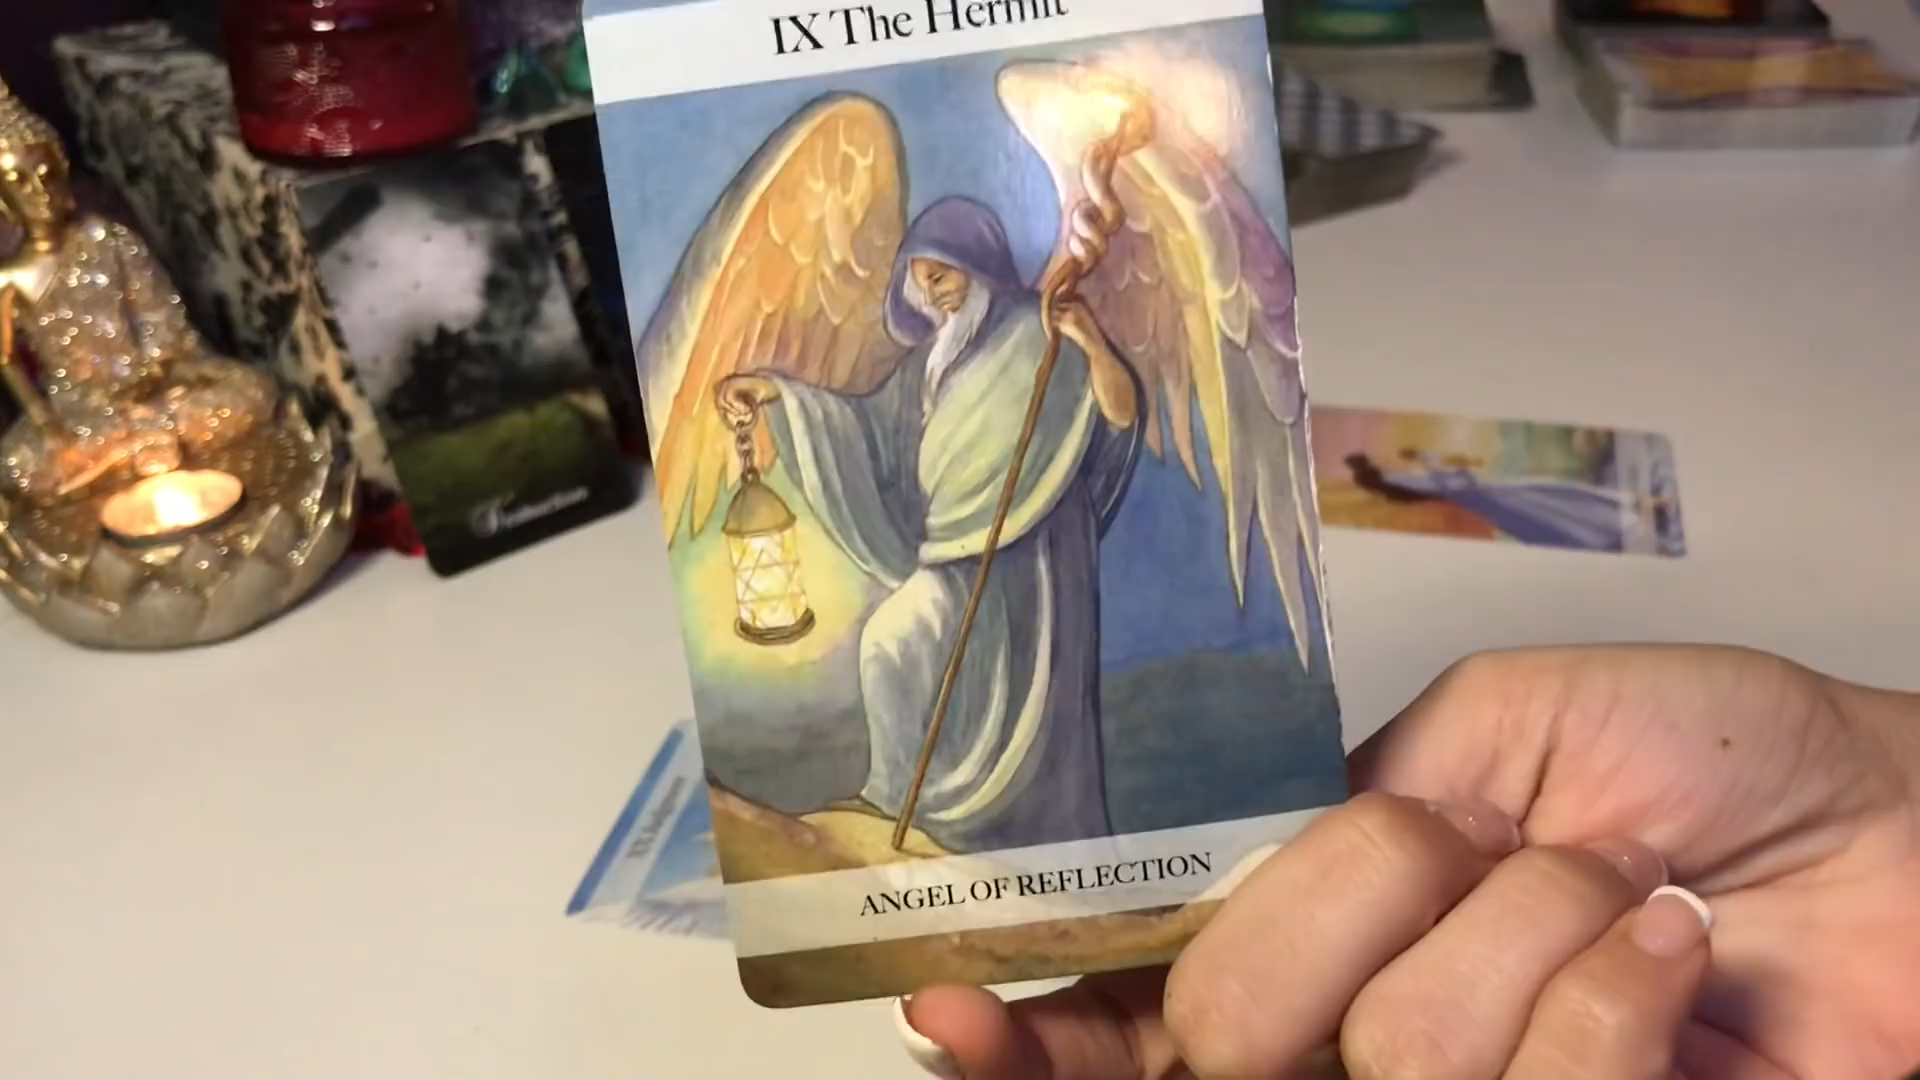 IX The Hermit
ANGEL OF REFLECTION